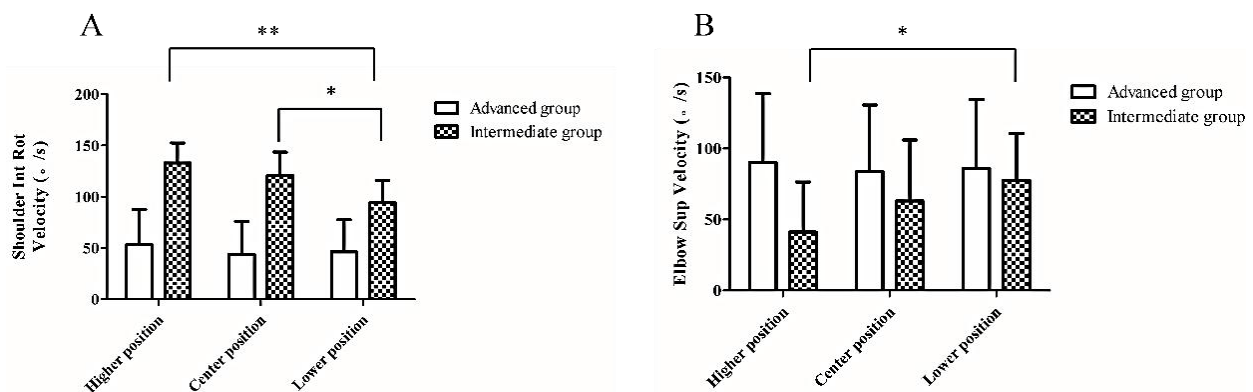 A
**
*
Shoulder Int Rot
Velocity (。/s)
200
150
100
50
0
Higher position
Center position
Lower position
Advanced group
Intermediate group
B
*
Elbow Sup Velocity (。/s)
150
100
50
0
Higher position
Center position
Lower position
Advanced group
Intermediate group